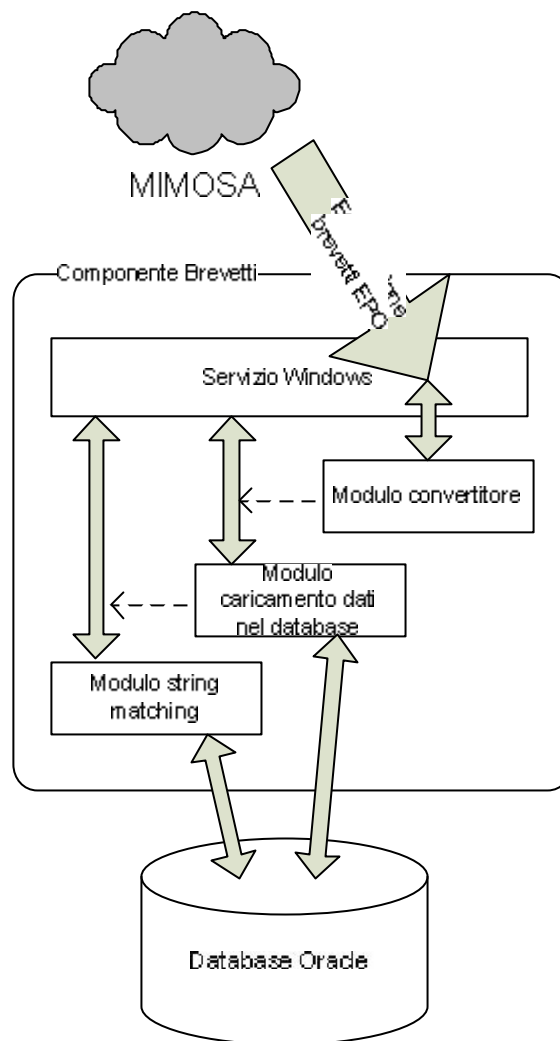 MIMOSA
brevetti EPO
Componente Brevetti
Servizio Windows
Modulo convertitore
Modulo
caricamento dati
nel database
Modulo string
matching
Database Oracle